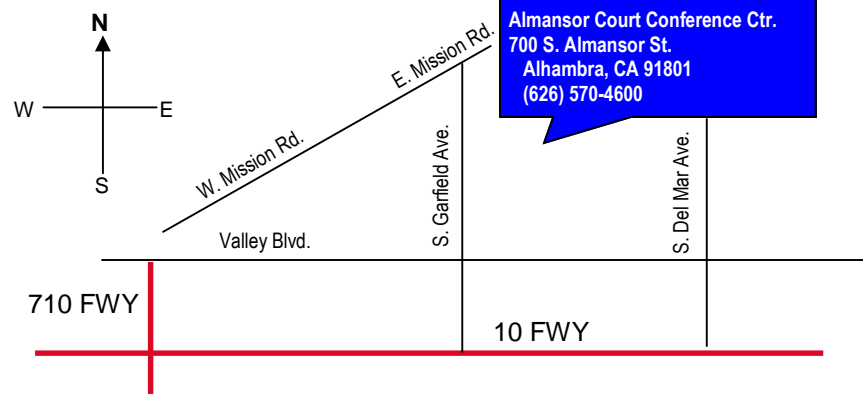 N
W
E
S
Almansor Court Conference Ctr.
700 S. Almansor St.
Alhambra, CA 91801
(626) 570-4600
E. Mission Rd.
W. Mission Rd.
S. Garfield Ave.
S. Del Mar Ave.
Valley Blvd.
710 FWY
10 FWY